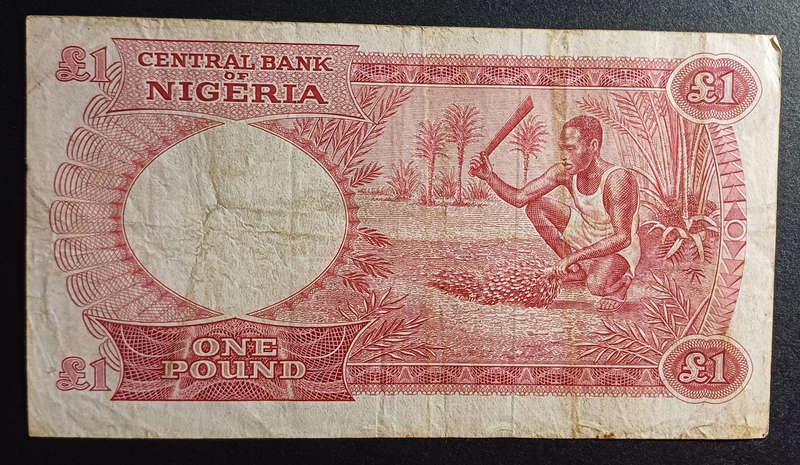 £1
CENTRAL BANK
OF
NIGERIA
£1
ONE
POUND
£1
£1